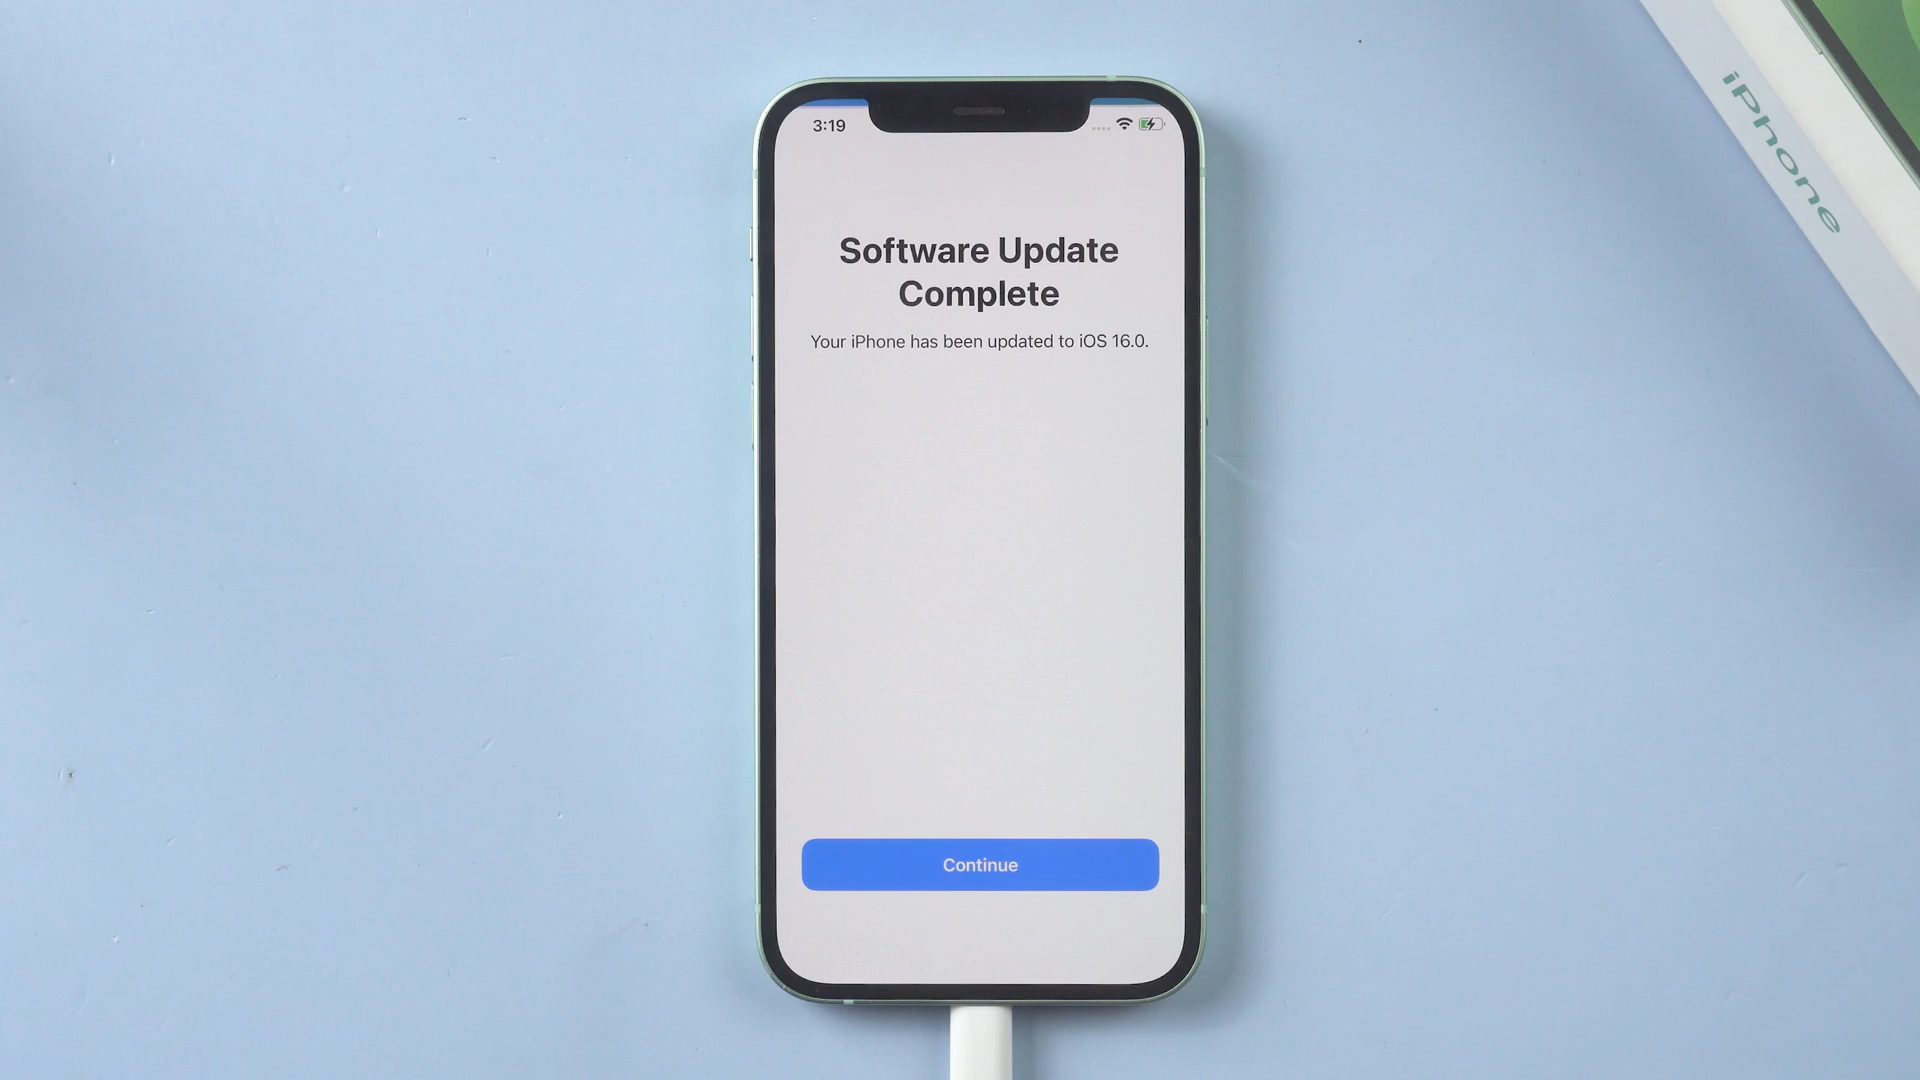 3:19
Software Update
Complete
Your iPhone has been updated to iOS 16.0.
Continue
iPhone